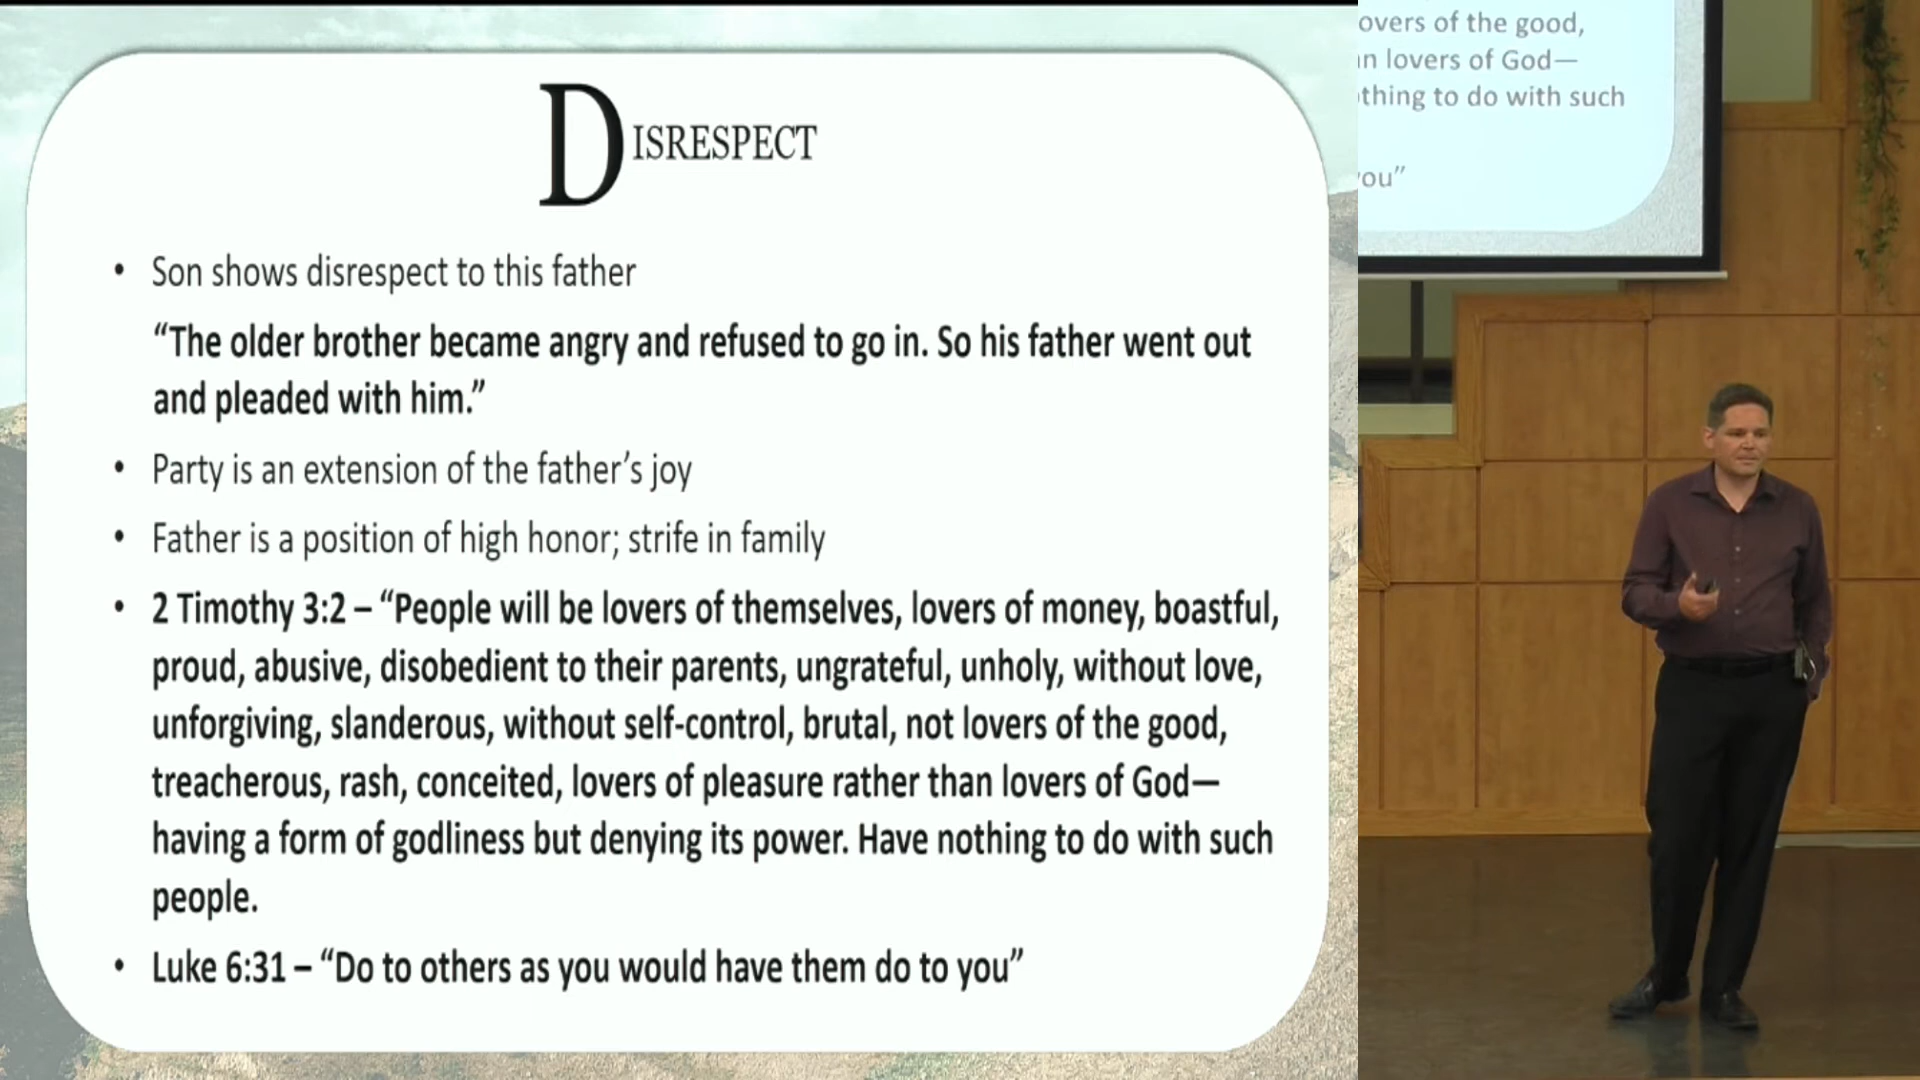 DISRESPECT
• Son shows disrespect to this father
“The older brother became angry and refused to go in. So his father went out
and pleaded with him.”
• Party is an extension of the father’s joy
• Father is a position of high honor; strife in family
• 2 Timothy 3:2 – “People will be lovers of themselves, lovers of money, boastful,
proud, abusive, disobedient to their parents, ungrateful, unholy, without love,
unforgiving, slanderous, without self-control, brutal, not lovers of the good,
treacherous, rash, conceited, lovers of pleasure rather than lovers of God—
having a form of godliness but denying its power. Have nothing to do with such
people.
• Luke 6:31 – “Do to others as you would have them do to you”
overs of the good,
n lovers of God—
thing to do with such
ou”